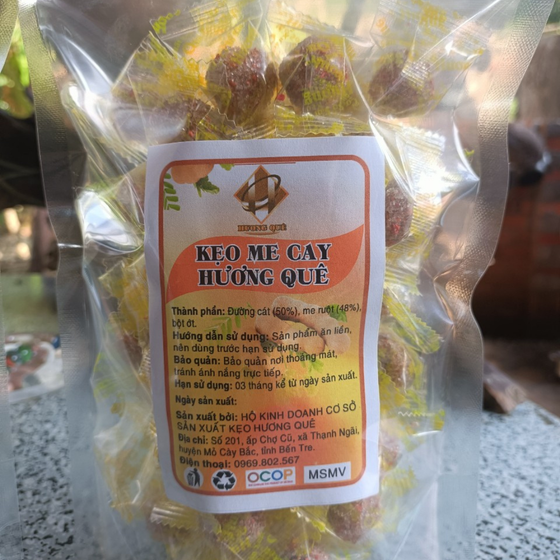 HƯƠNG QUÊ
KẸO ME CAY
HƯƠNG QUÊ
Thành phần: Đường cát (50%), me ruột (48%),
bột ớt.
Hướng dẫn sử dụng: Sản phẩm ăn liền,
nên dùng trước hạn sử dụng.
Bảo quản: Bảo quản nơi thoáng mát,
tránh ánh nắng trực tiếp.
Hạn sử dụng: 03 tháng kể từ ngày sản xuất.
Ngày sản xuất:
Sản xuất bởi: HỘ KINH DOANH CƠ SỞ
SẢN XUẤT KẸO HƯƠNG QUÊ
Địa chỉ: Số 201, ấp Chợ Cũ, xã Thạnh Ngãi,
huyện Mỏ Cày Bắc, tỉnh Bến Tre.
Điện thoại: 0969.802.567
OCOP MSMV